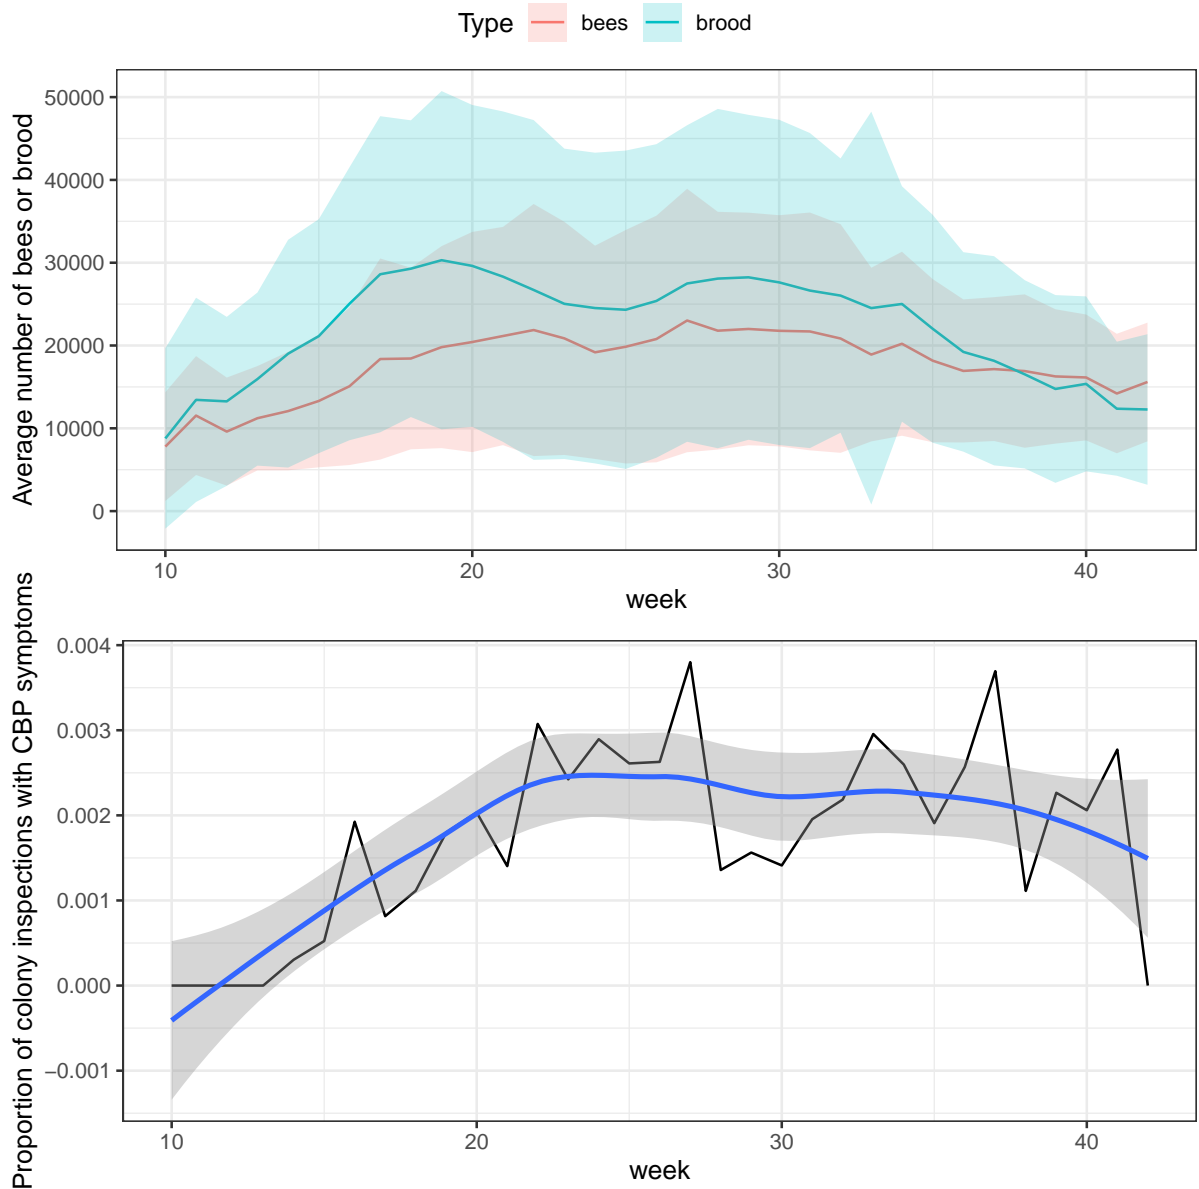 Type bees brood
Average number of bees or brood
50000
40000
30000
20000
10000
0
10 20 30 40
week
Proportion of colony inspections with CBP symptoms
0.004
0.003
0.002
0.001
0.000
−0.001
10 20 30 40
week